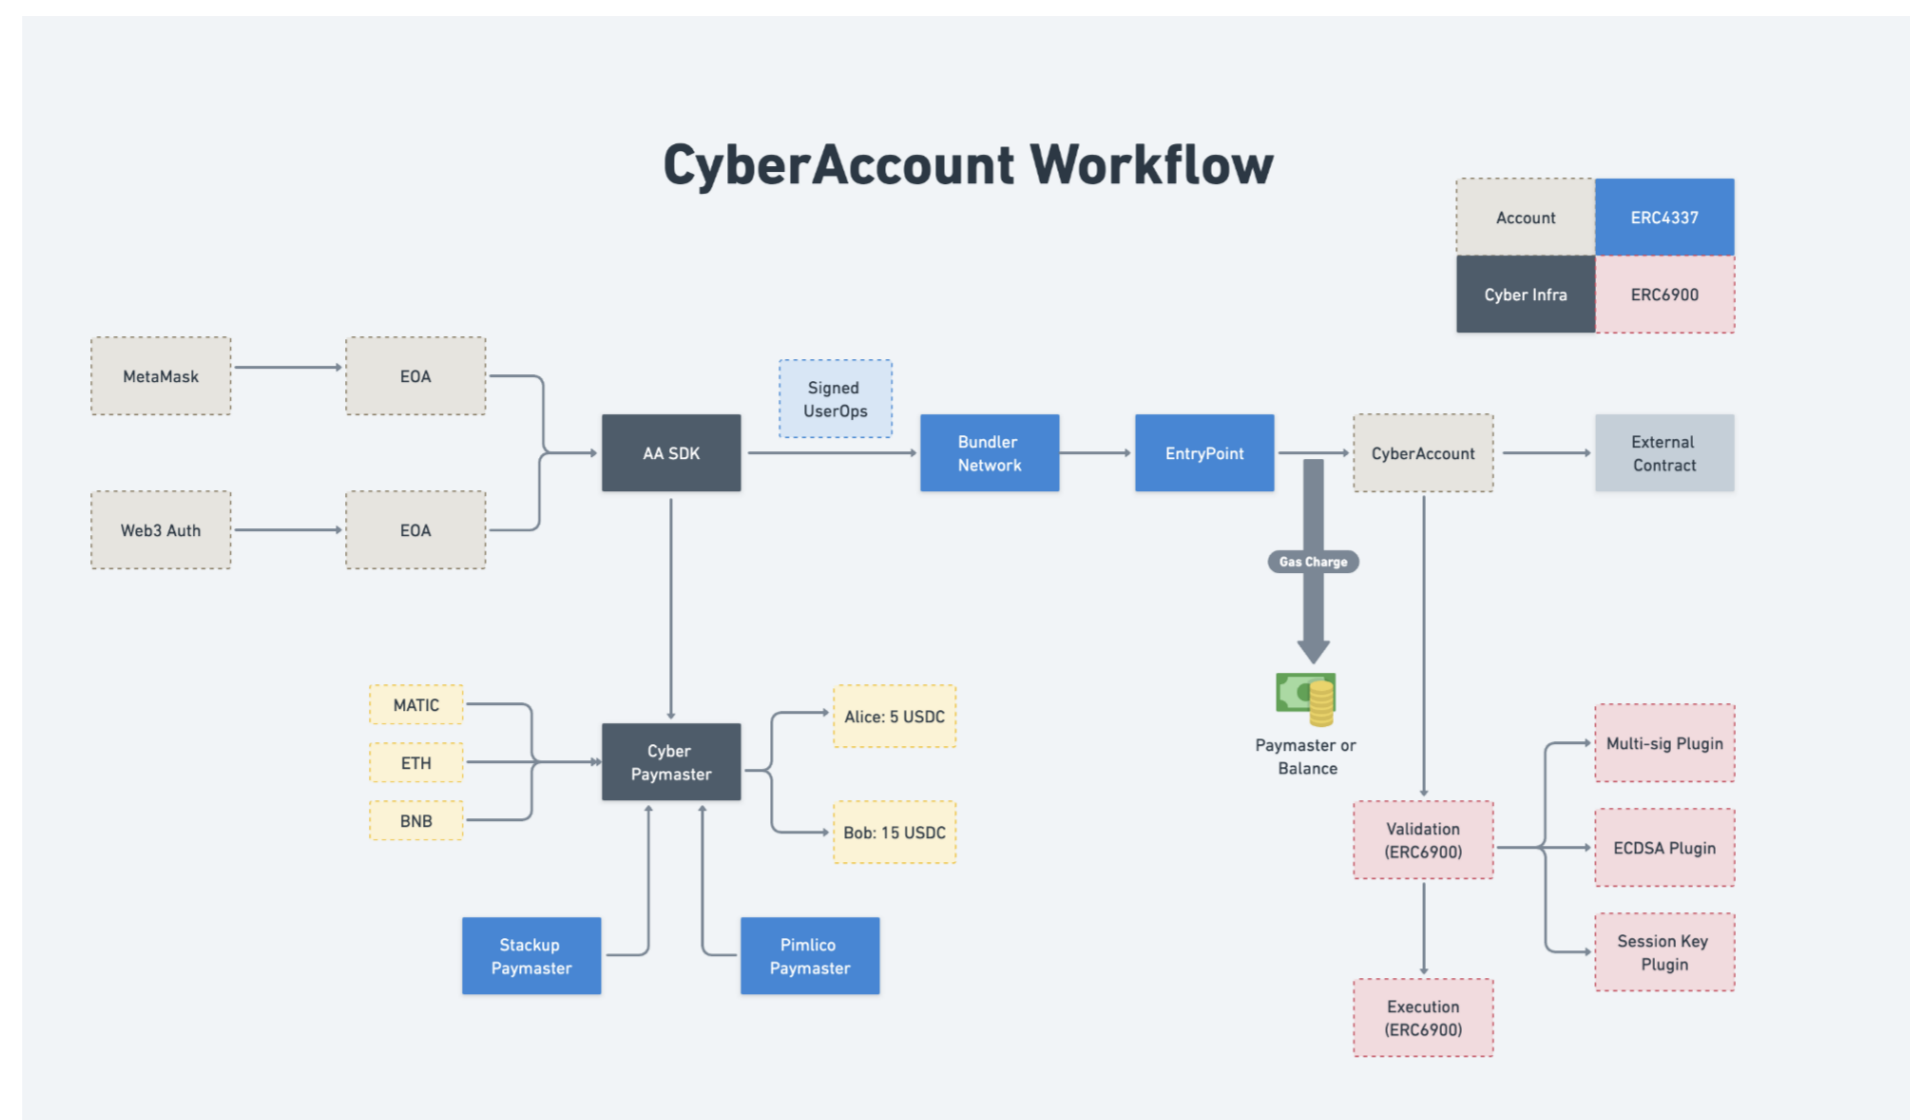 CyberAccount Workflow
Account
ERC4337
Cyber Infra
ERC6900
MetaMask
EOA
Web3 Auth
EOA
AA SDK
Signed
UserOps
Bundler
Network
EntryPoint
CyberAccount
External
Contract
Gas Charge
Paymaster or
Balance
MATIC
ETH
BNB
Cyber
Paymaster
Alice: 5 USDC
Bob: 15 USDC
Stackup
Paymaster
Pimlico
Paymaster
Validation
(ERC6900)
Execution
(ERC6900)
Multi-sig Plugin
ECDSA Plugin
Session Key
Plugin